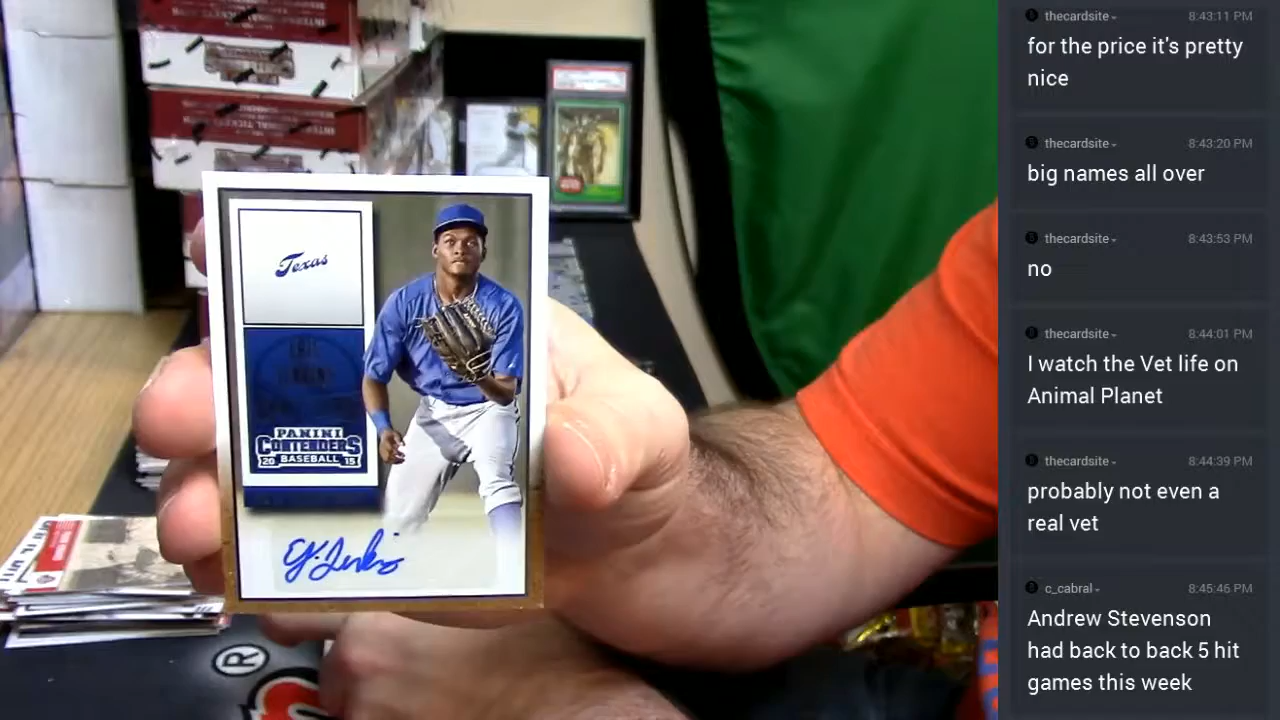 Texas
PANINI
CONTENDERS
20 BASEBALL 15
Ey. Jenkins
®
thecardsite 8:43:11 PM
for the price it's pretty
nice
thecardsite 8:43:20 PM
big names all over
thecardsite 8:43:53 PM
no
thecardsite 8:44:01 PM
I watch the Vet life on
Animal Planet
thecardsite 8:44:39 PM
probably not even a
real vet
c_cabral 8:45:46 PM
Andrew Stevenson
had back to back 5 hit
games this week